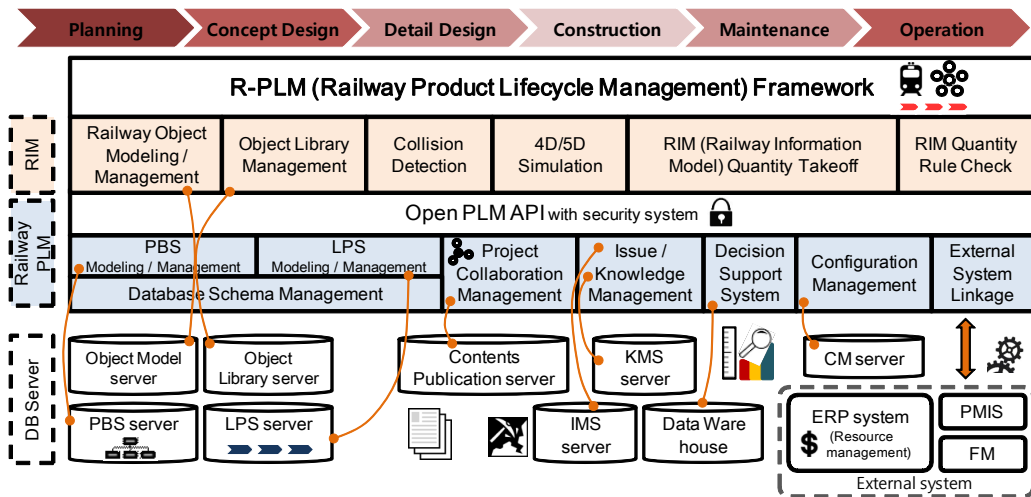 Planning
Concept Design
Detail Design
Construction
Maintenance
Operation
R-PLM (Railway Product Lifecycle Management) Framework
RIM
Railway Object
Modeling /
Management
Object Library
Management
Collision
Detection
4D/5D
Simulation
RIM (Railway Information
Model) Quantity Takeoff
RIM Quantity
Rule Check
Railway
PLM
Open PLM API with security system
PBS
Modeling / Management
LPS
Modeling / Management
Database Schema Management
Project
Collaboration
Management
Issue /
Knowledge
Management
Decision
Support
System
Configuration
Management
External
System
Linkage
DB Server
Object Model
server
Object
Library server
Contents
Publication server
KMS
server
CM server
PBS server
LPS server
IMS
server
Data Ware
house
ERP system
$ (Resource
management)
PMIS
FM
External system